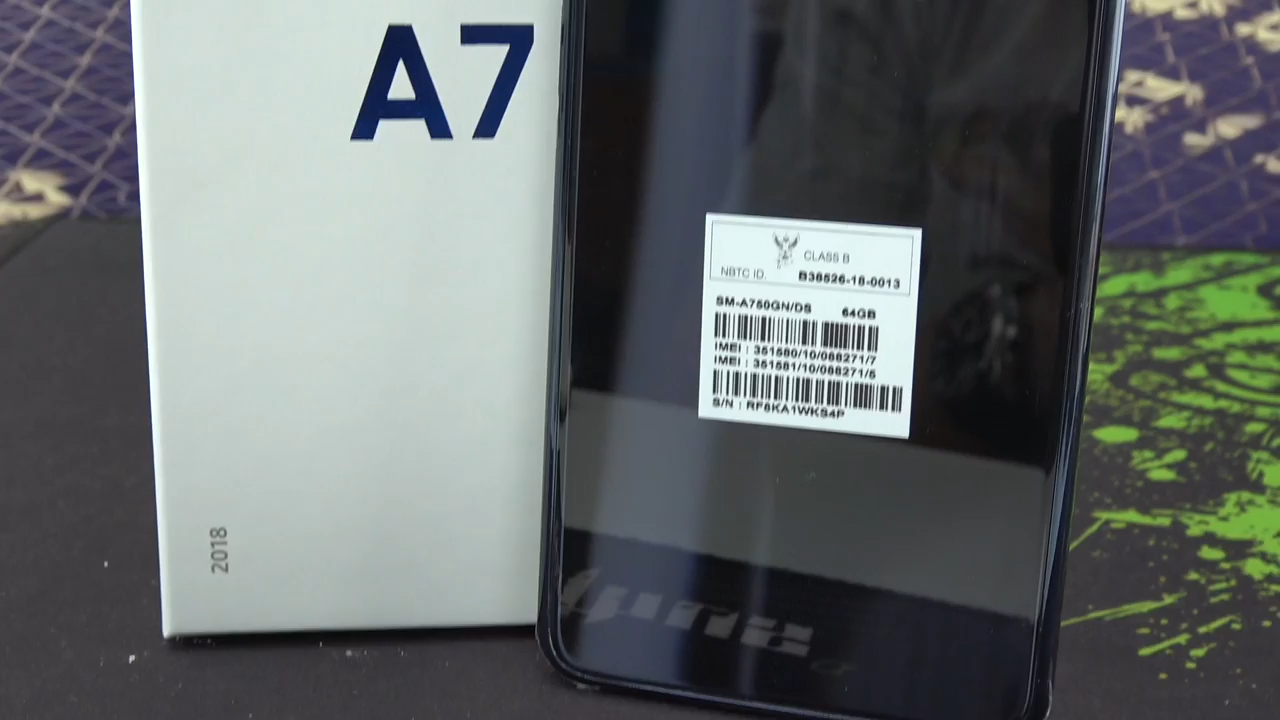 A7
2018
CLASS B
NBTC ID. B38526-18-0013
SM-A750GN/DS 64GB
IMEI : 351580/10/088271/7
IMEI : 351581/10/088271/5
S/N : RF8KA1WKS4P